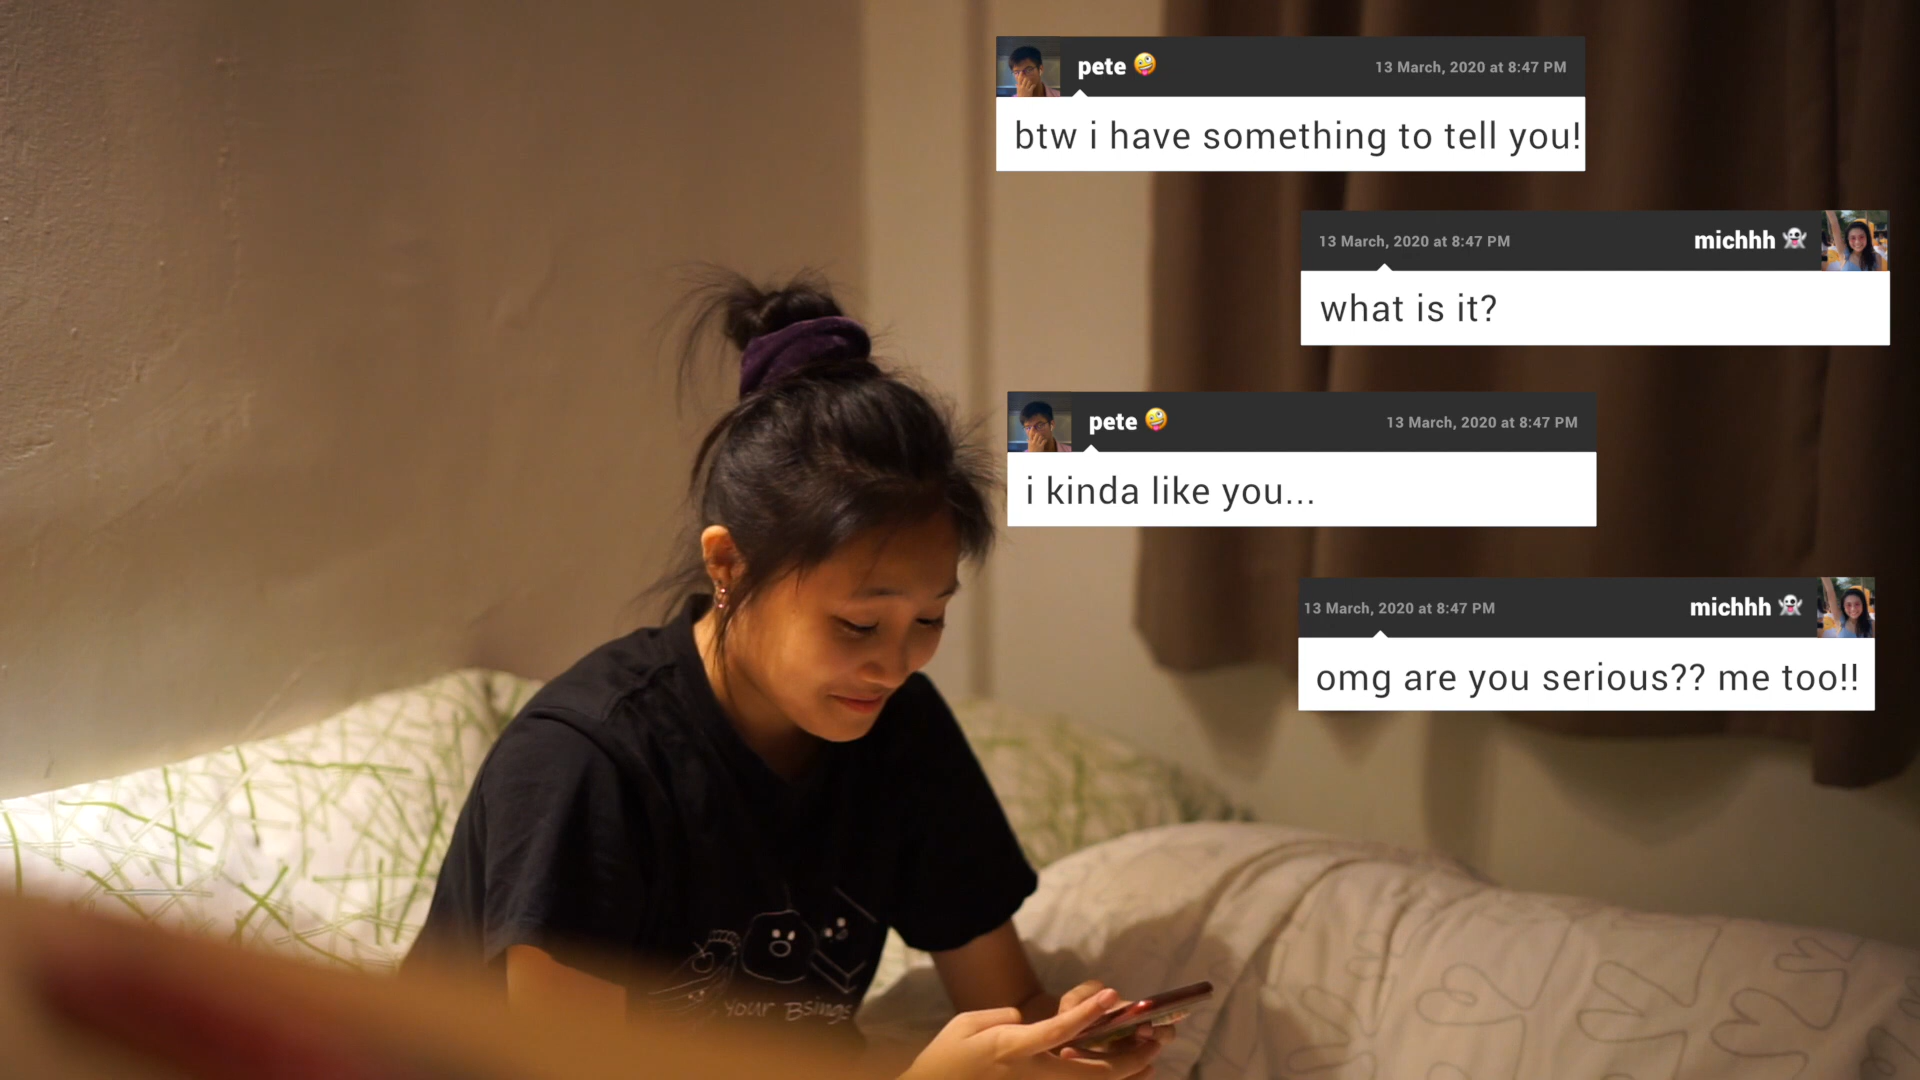 pete 🤪 13 March, 2020 at 8:47 PM
btw i have something to tell you!
13 March, 2020 at 8:47 PM michhh 👻
what is it?
pete 🤪 13 March, 2020 at 8:47 PM
i kinda like you...
13 March, 2020 at 8:47 PM michhh 👻
omg are you serious?? me too!!
your Bsings